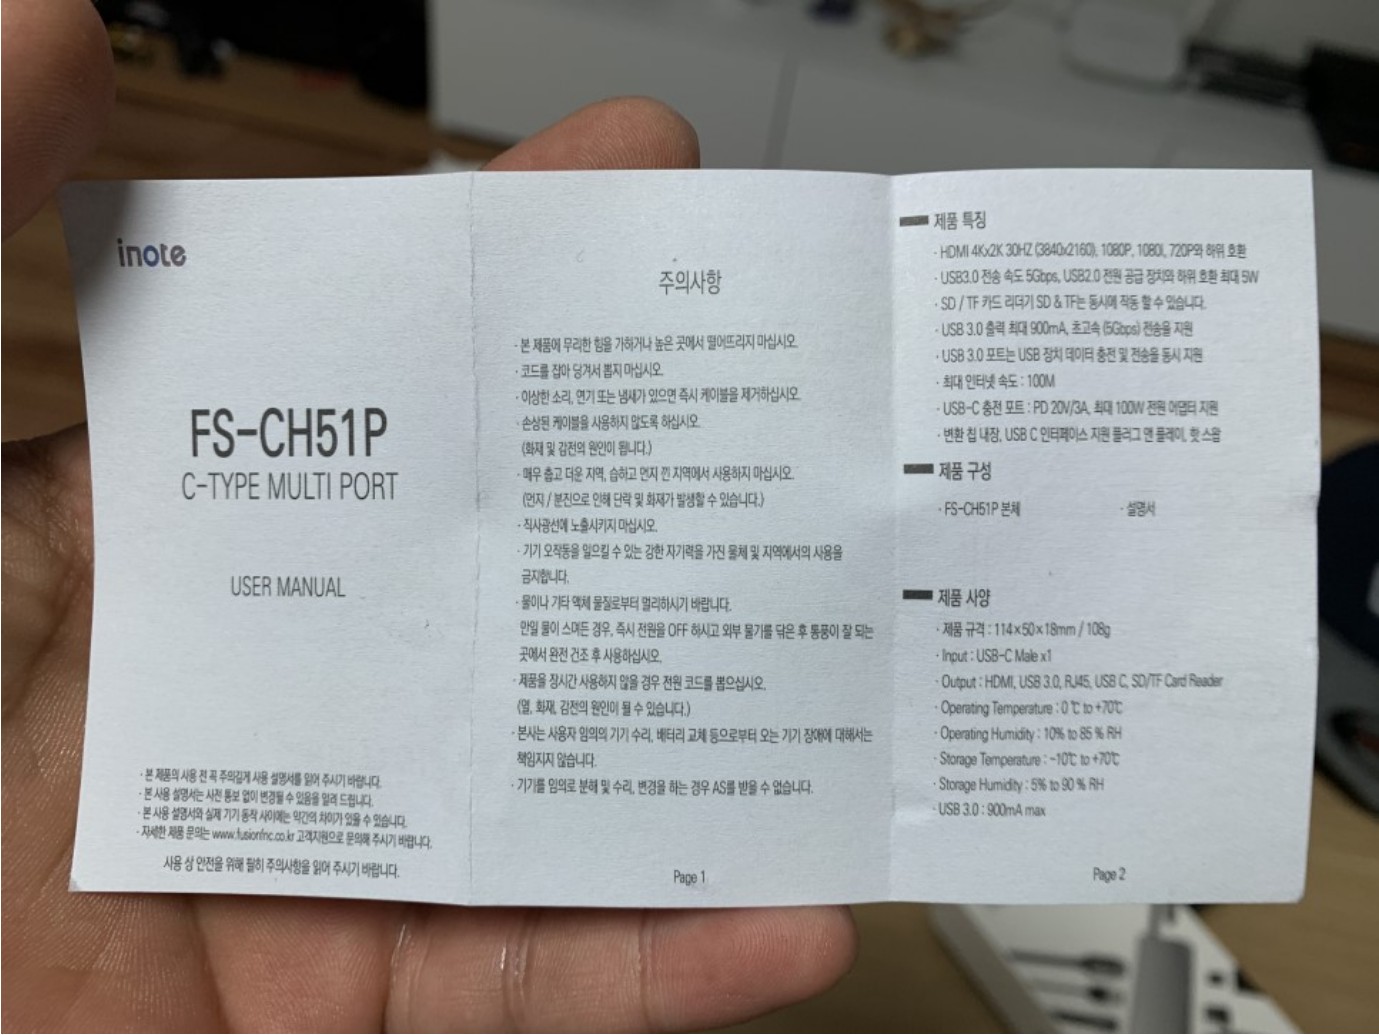 inote
FS-CH51P
C-TYPE MULTI PORT
USER MANUAL
· 본 제품의 사용 전 꼭 주의깊게 사용 설명서를 읽어 주시기 바랍니다.
· 본 사용 설명서는 사전 통보 없이 변경될 수 있음을 알려 드립니다.
· 본 사용 설명서와 실제 기기 동작 사이에는 약간의 차이가 있을 수 있습니다.
· 자세한 제품 문의는 www.fusionfnc.co.kr 고객지원으로 문의해 주시기 바랍니다.
사용 상 안전을 위해 필히 주의사항을 읽어 주시기 바랍니다.
주의사항
· 본 제품에 무리한 힘을 가하거나 높은 곳에서 떨어뜨리지 마십시오.
· 코드를 잡아 당겨서 뽑지 마십시오.
· 이상한 소리, 연기 또는 냄새가 있으면 즉시 케이블을 제거하십시오.
· 손상된 케이블을 사용하지 않도록 하십시오.
(화재 및 감전의 원인이 됩니다.)
· 매우 춥고 더운 지역, 습하고 먼지 낀 지역에서 사용하지 마십시오.
(먼지 / 분진으로 인해 단락 및 화재가 발생할 수 있습니다.)
· 직사광선에 노출시키지 마십시오.
· 기기 오작동을 일으킬 수 있는 강한 자기력을 가진 물체 및 지역에서의 사용을
금지합니다.
· 물이나 기타 액체 물질로부터 멀리하시기 바랍니다.
만일 물이 스며든 경우, 즉시 전원을 OFF 하시고 외부 물기를 닦은 후 통풍이 잘 되는
곳에서 완전 건조 후 사용하십시오.
· 제품을 장시간 사용하지 않을 경우 전원 코드를 뽑으십시오.
(열, 화재, 감전의 원인이 될 수 있습니다.)
· 본사는 사용자 임의의 기기 수리, 배터리 교체 등으로부터 오는 기기 장애에 대해서는
책임지지 않습니다.
· 기기를 임의로 분해 및 수리, 변경을 하는 경우 AS를 받을 수 없습니다.
Page 1
제품 특징
· HDMI 4Kx2K 30HZ (3840x2160), 1080P, 1080I, 720P와 하위 호환
· USB3.0 전송 속도 5Gbps, USB2.0 전원 공급 장치와 하위 호환 최대 5W
· SD / TF 카드 리더기 SD & TF는 동시에 작동 할 수 있습니다.
· USB 3.0 출력 최대 900mA, 초고속 (5Gbps) 전송을 지원
· USB 3.0 포트는 USB 장치 데이터 충전 및 전송을 동시 지원
· 최대 인터넷 속도 : 100M
· USB-C 충전 포트 : PD 20V/3A, 최대 100W 전원 어댑터 지원
· 변환 칩 내장, USB C 인터페이스 지원 플러그 앤 플레이, 핫 스왑
제품 구성
· FS-CH51P 본체 · 설명서
제품 사양
· 제품 규격 : 114×50×18mm / 108g
· Input : USB-C Male x1
· Output : HDMI, USB 3.0, RJ45, USB C, SD/TF Card Reader
· Operating Temperature : 0℃ to +70℃
· Operating Humidity : 10% to 85 % RH
· Storage Temperature : -10℃ to +70℃
· Storage Humidity : 5% to 90 % RH
· USB 3.0 : 900mA max
Page 2